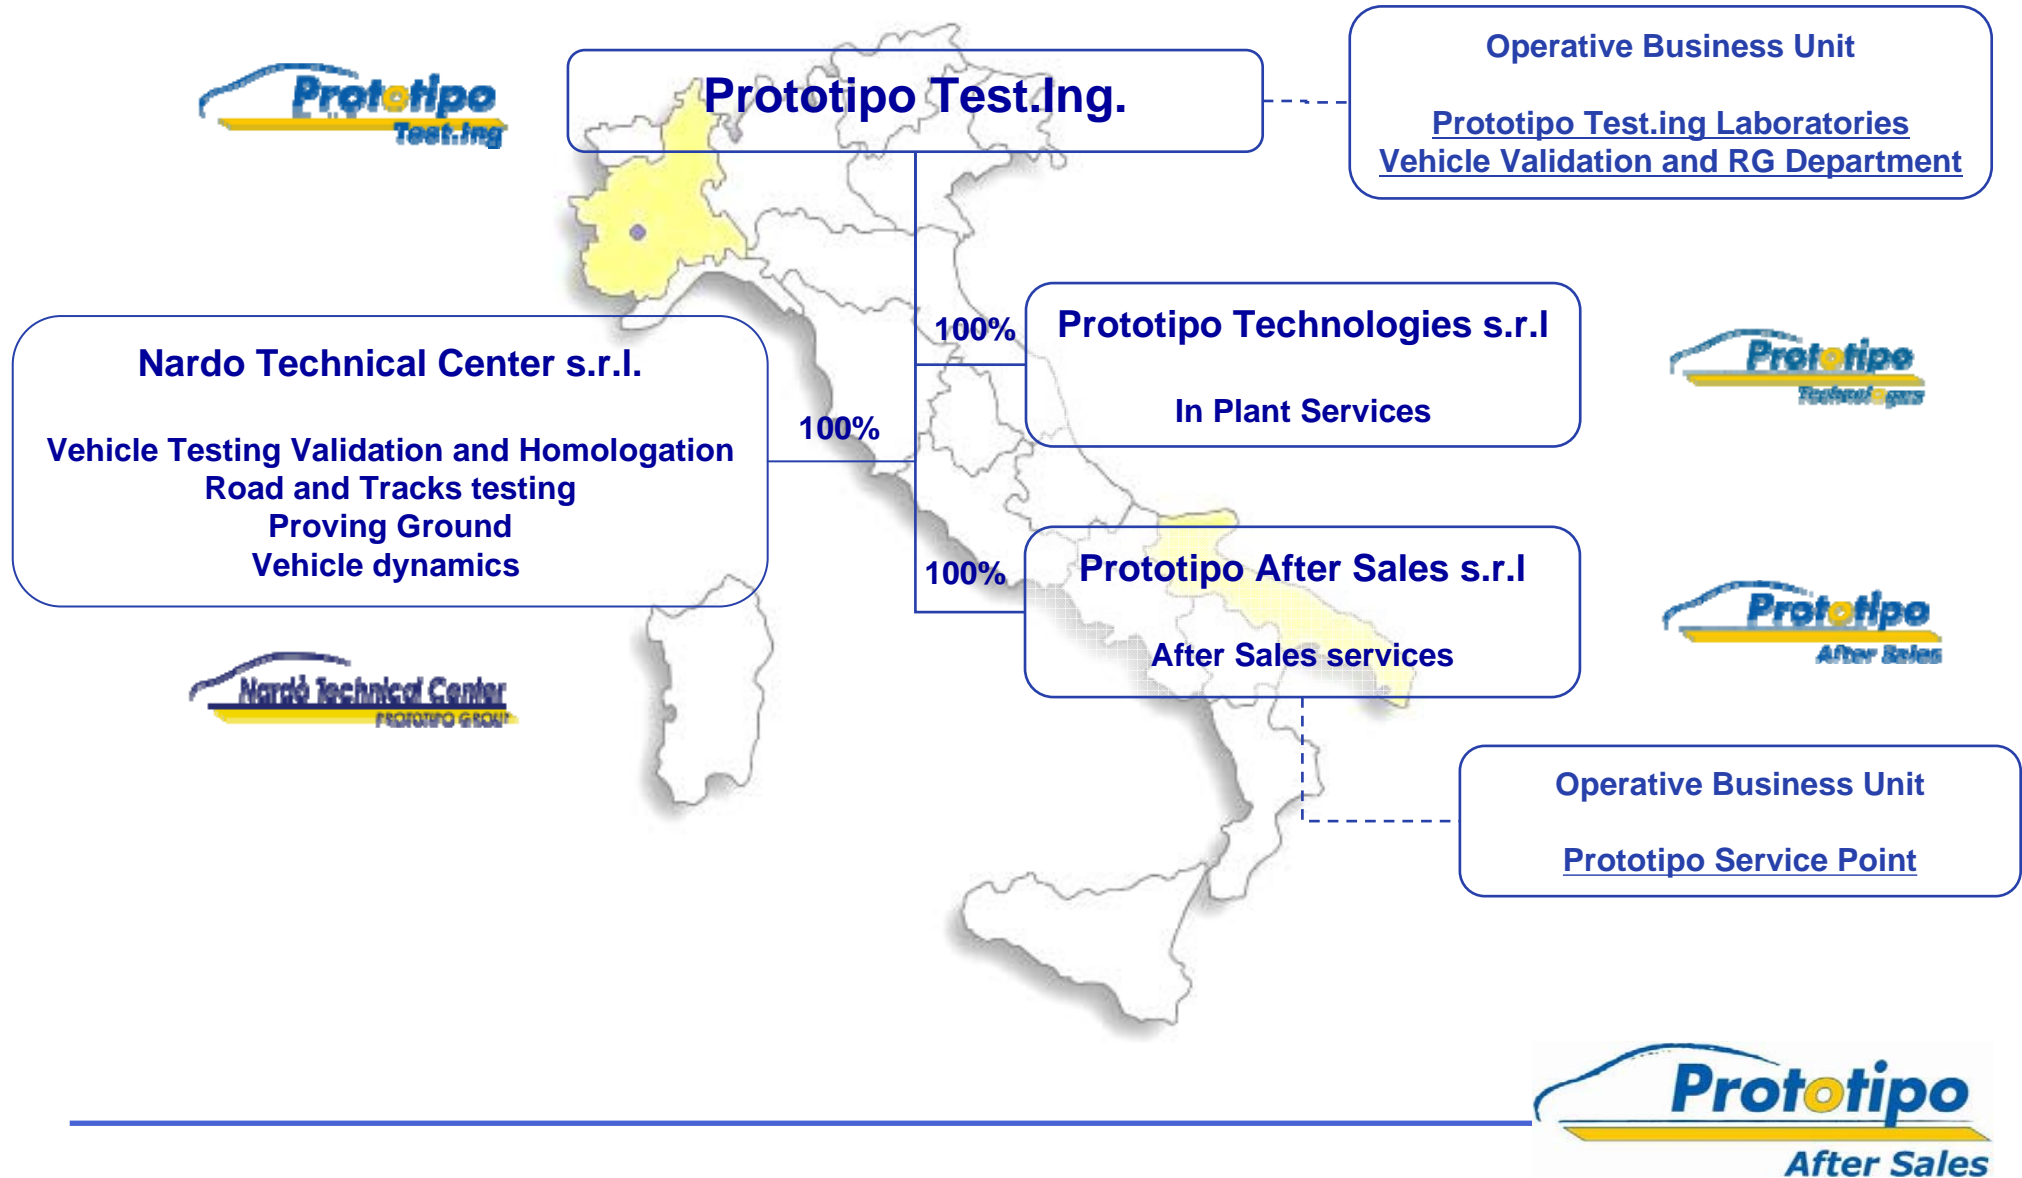 Prototipo
Test.Ing
Prototipo Test.Ing.
Operative Business Unit
Prototipo Test.ing Laboratories
Vehicle Validation and RG Department
Nardo Technical Center s.r.l.
Vehicle Testing Validation and Homologation
Road and Tracks testing
Proving Ground
Vehicle dynamics
100%
100%
Prototipo Technologies s.r.l
In Plant Services
Prototipo
100%
Prototipo After Sales s.r.l
After Sales services
Prototipo
After Sales
Nardò Technical Center
PROTOTIPO GROUP
Operative Business Unit
Prototipo Service Point
Prototipo
After Sales